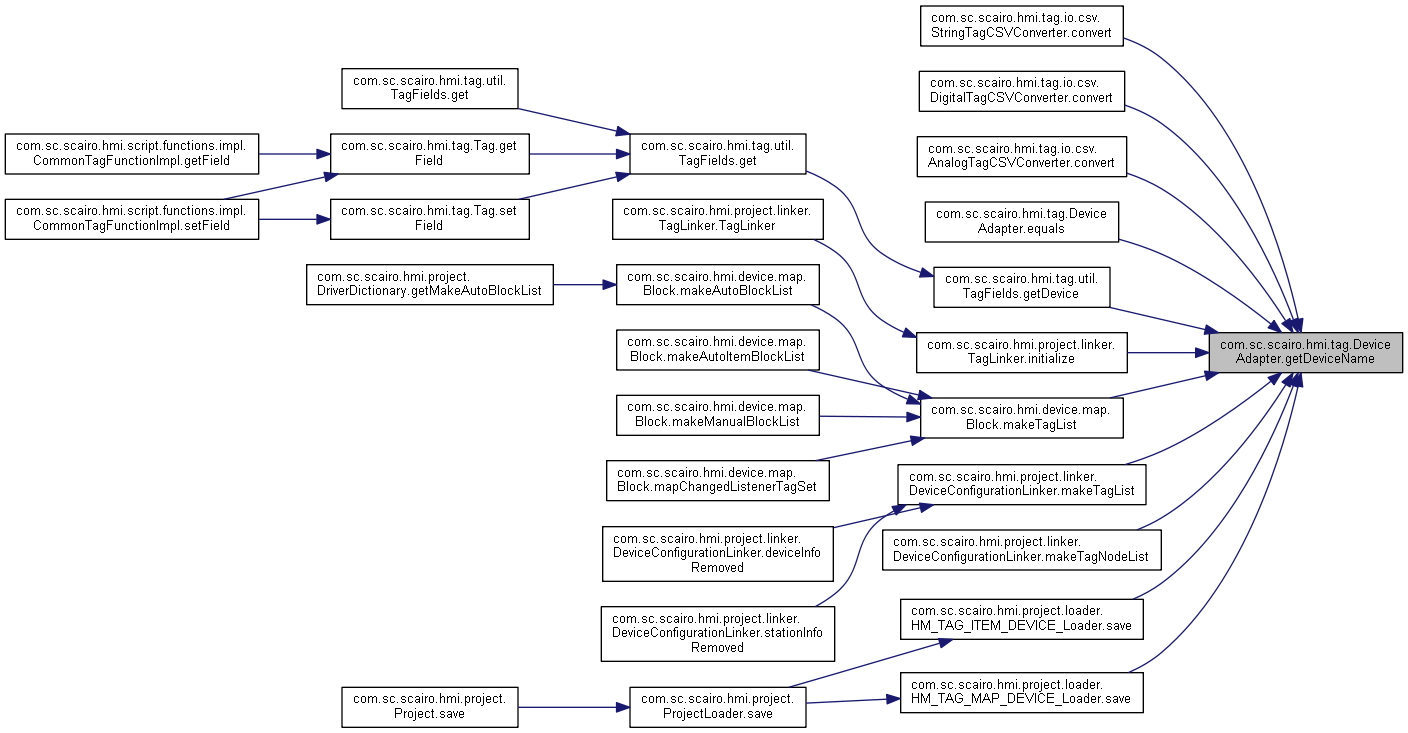 com.sc.scairo.hmi.tag.io.csv.
StringTagCSVConverter.convert
com.sc.scairo.hmi.tag.util.
TagFields.get
com.sc.scairo.hmi.tag.io.csv.
DigitalTagCSVConverter.convert
com.sc.scairo.hmi.script.functions.impl.
CommonTagFunctionImpl.getField
com.sc.scairo.hmi.tag.Tag.get
Field
com.sc.scairo.hmi.tag.util.
TagFields.get
com.sc.scairo.hmi.tag.io.csv.
AnalogTagCSVConverter.convert
com.sc.scairo.hmi.script.functions.impl.
CommonTagFunctionImpl.setField
com.sc.scairo.hmi.tag.Tag.set
Field
com.sc.scairo.hmi.project.linker.
TagLinker.TagLinker
com.sc.scairo.hmi.tag.Device
Adapter.equals
com.sc.scairo.hmi.project.
DriverDictionary.getMakeAutoBlockList
com.sc.scairo.hmi.device.map.
Block.makeAutoBlockList
com.sc.scairo.hmi.tag.util.
TagFields.getDevice
com.sc.scairo.hmi.device.map.
Block.makeAutoItemBlockList
com.sc.scairo.hmi.project.linker.
TagLinker.initialize
com.sc.scairo.hmi.tag.Device
Adapter.getDeviceName
com.sc.scairo.hmi.device.map.
Block.makeManualBlockList
com.sc.scairo.hmi.device.map.
Block.makeTagList
com.sc.scairo.hmi.device.map.
Block.mapChangedListenerTagSet
com.sc.scairo.hmi.project.linker.
DeviceConfigurationLinker.makeTagList
com.sc.scairo.hmi.project.linker.
DeviceConfigurationLinker.deviceInfo
Removed
com.sc.scairo.hmi.project.linker.
DeviceConfigurationLinker.makeTagNodeList
com.sc.scairo.hmi.project.linker.
DeviceConfigurationLinker.stationInfo
Removed
com.sc.scairo.hmi.project.loader.
HM_TAG_ITEM_DEVICE_Loader.save
com.sc.scairo.hmi.project.
Project.save
com.sc.scairo.hmi.project.
ProjectLoader.save
com.sc.scairo.hmi.project.loader.
HM_TAG_MAP_DEVICE_Loader.save